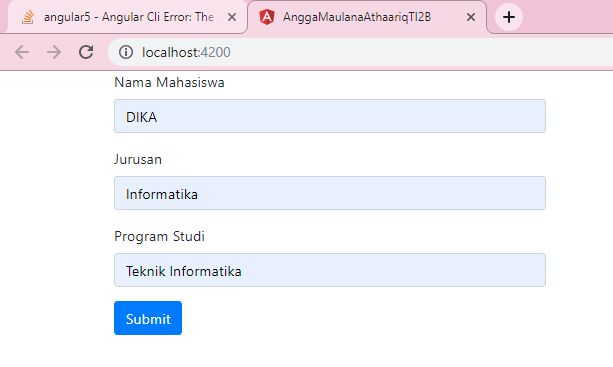 angular5 - Angular Cli Error: The
AnggaMaulanaAthaariqTI2B
localhost:4200
Nama Mahasiswa
DIKA
Jurusan
Informatika
Program Studi
Teknik Informatika
Submit